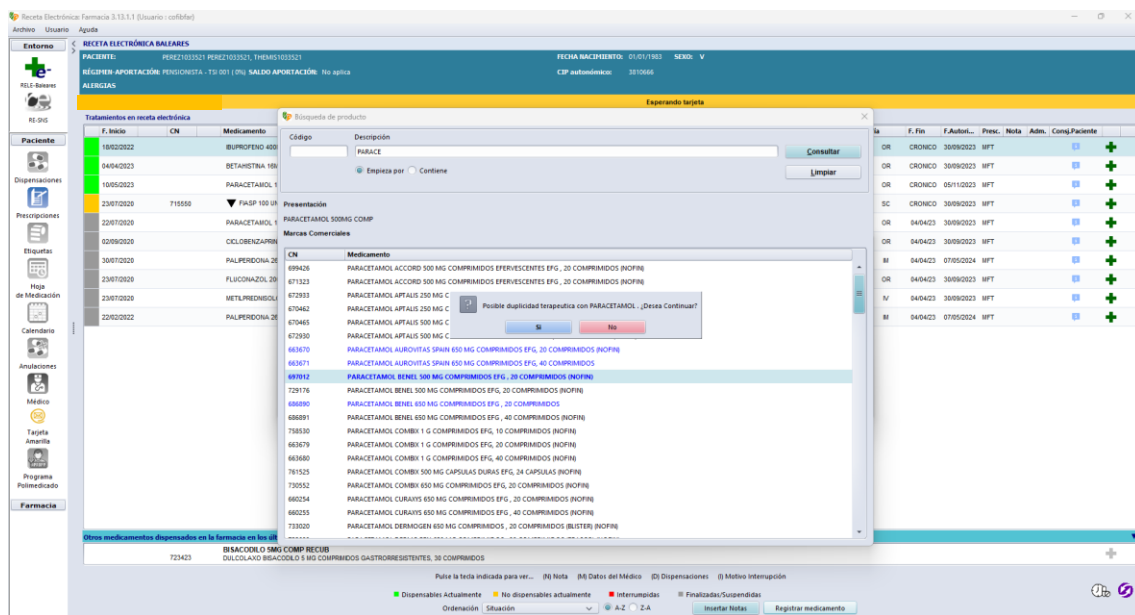 Receta Electrónica: Farmacia 3.13.1.1 (Usuario : cofibfar)
Archivo Usuario Ayuda
Entorno
RELE-Baleares
RE-SNS
Paciente
Dispensaciones
Prescripciones
Etiquetas
Hoja
de Medicación
Calendario
Anulaciones
Médico
Tarjeta
Amarilla
Programa
Polimedicado
Farmacia
RECETA ELECTRÓNICA BALEARES
PACIENTE: PEREZ1033521 PEREZ1033521, THEMIS1033521 FECHA NACIMIENTO: 01/01/1983 SEXO: V
RÉGIMEN-APORTACIÓN: PENSIONISTA - TSI 001 ( 0%) SALDO APORTACIÓN: No aplica CIP autonómico: 3810666
ALERGIAS
Esperando tarjeta
Tratamientos en receta electrónica
F. Inicio CN Medicamento F. Fin F.Autori... Presc. Nota Adm. Consj.Paciente
18/02/2022 IBUPROFENO 400 OR CRONICO 30/09/2023 MFT
04/04/2023 BETAHISTINA OR CRONICO 30/09/2023 MFT
10/05/2023 PARACETAMOL 1 OR CRONICO 05/11/2023 MFT
23/07/2020 715550 FIASP 100 UN SC CRONICO 30/09/2023 MFT
22/07/2020 PARACETAMOL 1 OR 04/04/23 30/09/2023 MFT
02/09/2020 CICLOBENZAPRIN OR 04/04/23 30/09/2023 MFT
30/07/2020 PALIPERIDONA 26 IM 04/04/23 07/05/2024 MFT
23/07/2020 FLUCONAZOL 20 OR 04/04/23 30/09/2023 MFT
23/07/2020 METILPREDNISOL IV 04/04/23 30/09/2023 MFT
22/02/2022 PALIPERIDONA 26 IM 04/04/23 07/05/2024 MFT
Búsqueda de producto
Código Descripción
PARACE Consultar
Empieza por Contiene Limpiar
Presentación
PARACETAMOL 500MG COMP
Marcas Comerciales
CN Medicamento
699426 PARACETAMOL ACCORD 500 MG COMPRIMIDOS EFERVESCENTES EFG , 20 COMPRIMIDOS (NOFIN)
671323 PARACETAMOL ACCORD 500 MG COMPRIMIDOS EFERVESCENTES EFG , 20 COMPRIMIDOS (NOFIN)
672933 PARACETAMOL APTALIS 250 MG C
670462 PARACETAMOL APTALIS 250 MG C
670465 PARACETAMOL APTALIS 500 MG C
672930 PARACETAMOL APTALIS 500 MG C
Posible duplicidad terapeutica con PARACETAMOL . ¿Desea Continuar?
Si No
663670 PARACETAMOL AUROVITAS SPAIN 650 MG COMPRIMIDOS EFG, 20 COMPRIMIDOS (NOFIN)
663671 PARACETAMOL AUROVITAS SPAIN 650 MG COMPRIMIDOS EFG, 40 COMPRIMIDOS
697012 PARACETAMOL BENEL 500 MG COMPRIMIDOS EFG , 20 COMPRIMIDOS (NOFIN)
729176 PARACETAMOL BENEL 500 MG COMPRIMIDOS EFG, 20 COMPRIMIDOS (NOFIN)
686890 PARACETAMOL BENEL 650 MG COMPRIMIDOS EFG , 20 COMPRIMIDOS
686891 PARACETAMOL BENEL 650 MG COMPRIMIDOS EFG , 40 COMPRIMIDOS (NOFIN)
758530 PARACETAMOL COMBIX 1 G COMPRIMIDOS EFG, 10 COMPRIMIDOS (NOFIN)
663679 PARACETAMOL COMBIX 1 G COMPRIMIDOS EFG, 20 COMPRIMIDOS (NOFIN)
663680 PARACETAMOL COMBIX 1 G COMPRIMIDOS EFG, 40 COMPRIMIDOS (NOFIN)
761525 PARACETAMOL COMBIX 500 MG CAPSULAS DURAS EFG, 24 CAPSULAS (NOFIN)
730552 PARACETAMOL COMBIX 650 MG COMPRIMIDOS EFG, 20 COMPRIMIDOS (NOFIN)
660254 PARACETAMOL CURAXYS 650 MG COMPRIMIDOS EFG , 20 COMPRIMIDOS (NOFIN)
660255 PARACETAMOL CURAXYS 650 MG COMPRIMIDOS EFG , 40 COMPRIMIDOS (NOFIN)
733020 PARACETAMOL DERMOGEN 650 MG COMPRIMIDOS , 20 COMPRIMIDOS (BLISTER) (NOFIN)
Otros medicamentos dispensados en la farmacia en los últ
BISACODILO 5MG COMP RECUB
723423 DULCOLAXO BISACODILO 5 MG COMPRIMIDOS GASTRORRESISTENTES, 30 COMPRIMIDOS
Pulse la tecla indicada para ver... (N) Nota (M) Datos del Médico (D) Dispensaciones (I) Motivo Interrupción
Dispensables Actualmente No dispensables actualmente Interrumpidas Finalizadas/Suspendidas
Ordenación Situación A-Z Z-A Insertar Notas Registrar medicamento